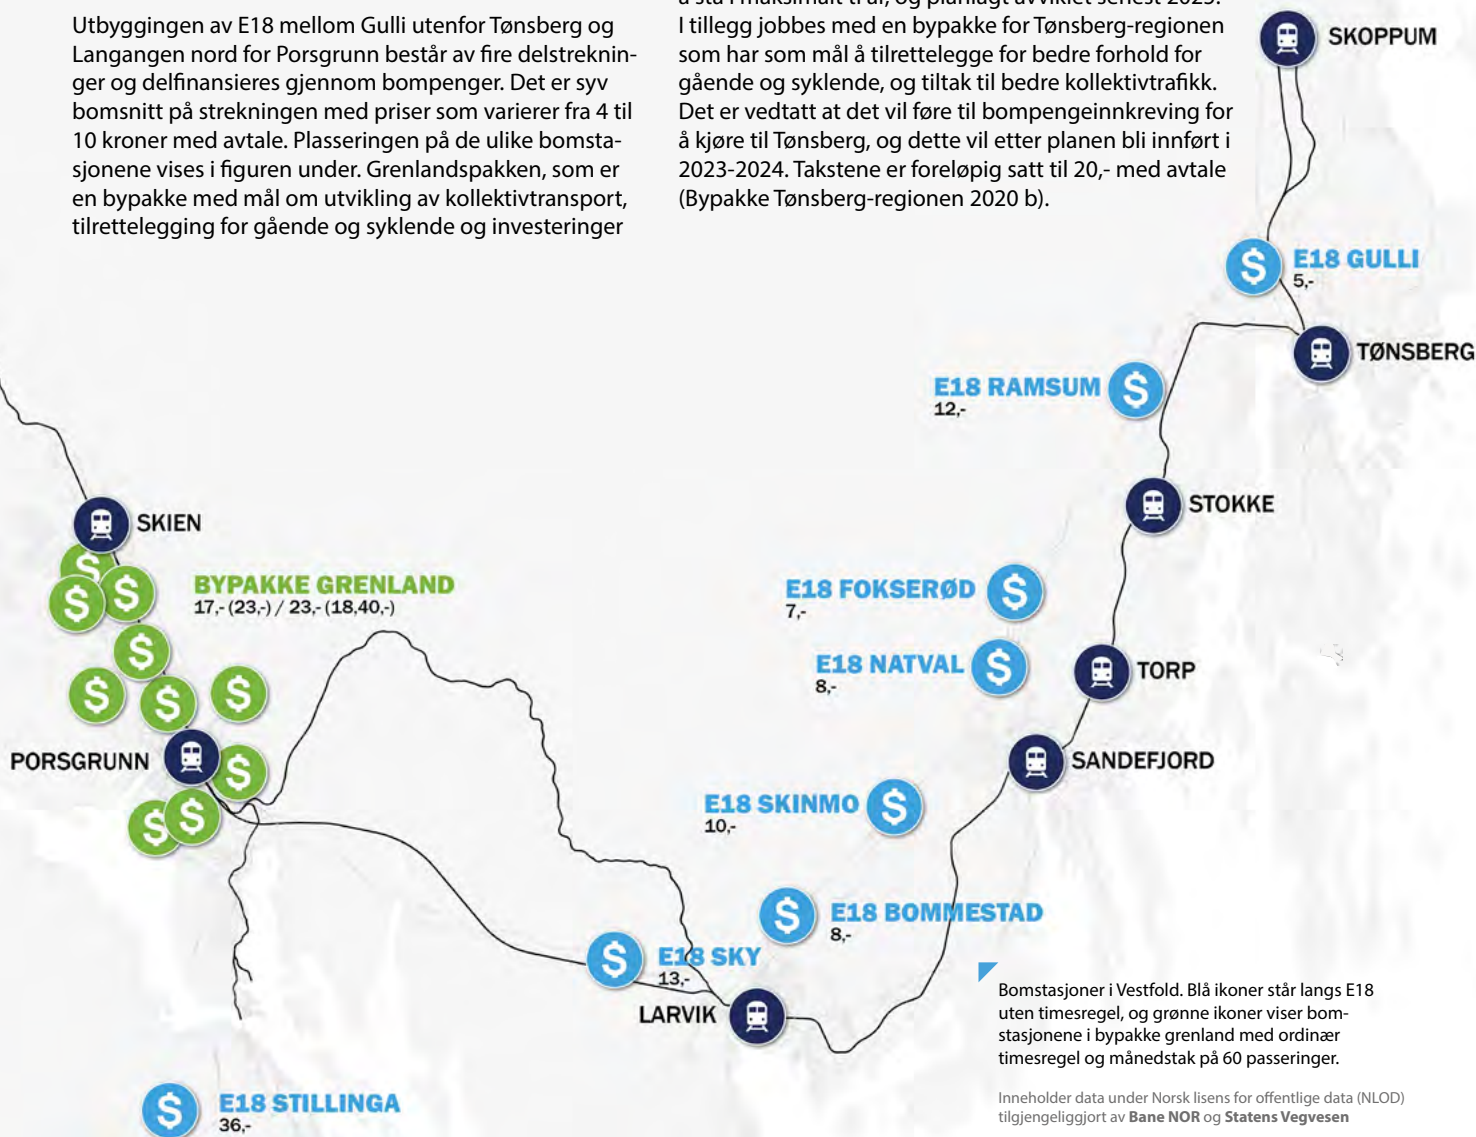 Utbyggingen av E18 mellom Gulli utenfor Tønsberg og
Langangen nord for Porsgrunn består av fire delstreknin-
ger og delfinansieres gjennom bompenger. Det er syv
bomsnitt på strekningen med priser som varierer fra 4 til
10 kroner med avtale. Plasseringen på de ulike bomsta-
sjonene vises i figuren under. Grenlandspakken, som er
en bypakke med mål om utvikling av kollektivtransport,
tilrettelegging for gående og syklende og investeringer
I tillegg jobbes med en bypakke for Tønsberg-regionen
som har som mål å tilrettelegge for bedre forhold for
gående og syklende, og tiltak til bedre kollektivtrafikk.
Det er vedtatt at det vil føre til bompengeinnkreving for
å kjøre til Tønsberg, og dette vil etter planen bli innført i
2023-2024. Takstene er foreløpig satt til 20,- med avtale
(Bypakke Tønsberg-regionen 2020 b).
SKOPPUM
E18 GULLI
5,-
TØNSBERG
E18 RAMSUM
12,-
STOKKE
SKIEN
BYPAKKE GRENLAND
17,- (23,-) / 23,- (18,40,-)
E18 FOKSERØD
7,-
E18 NATVAL
8,-
TORP
PORSGRUNN
SANDEFJORD
E18 SKINMO
10,-
E18 BOMMESTAD
8,-
E18 SKY
13,-
LARVIK
E18 STILLINGA
36,-
Bomstasjoner i Vestfold. Blå ikoner står langs E18
uten timesregel, og grønne ikoner viser bom-
stasjonene i bypakke grenland med ordinær
timesregel og månedstak på 60 passeringer.
Inneholder data under Norsk lisens for offentlige data (NLOD)
tilgjengeliggjort av Bane NOR og Statens Vegvesen